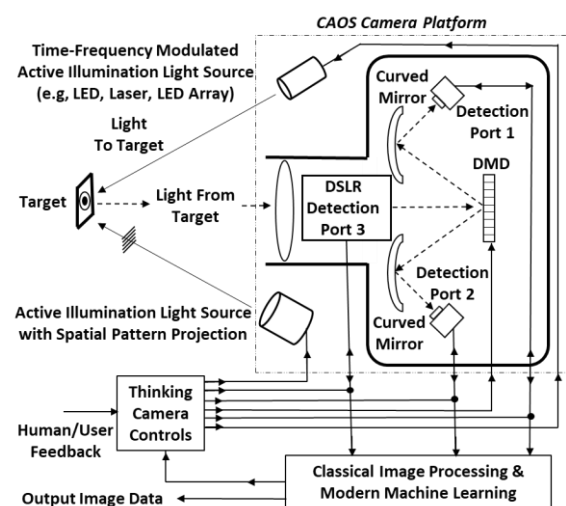 CAOS Camera Platform
Time-Frequency Modulated
Active Illumination Light Source
(e.g, LED, Laser, LED Array)
Light
To Target
Curved
Mirror
Detection
Port 1
DMD
Target
Light From
Target
DSLR
Detection
Port 3
Detection
Port 2
Curved
Mirror
Active Illumination Light Source
with Spatial Pattern Projection
Thinking
Camera
Controls
Human/User
Feedback
Classical Image Processing &
Modern Machine Learning
Output Image Data